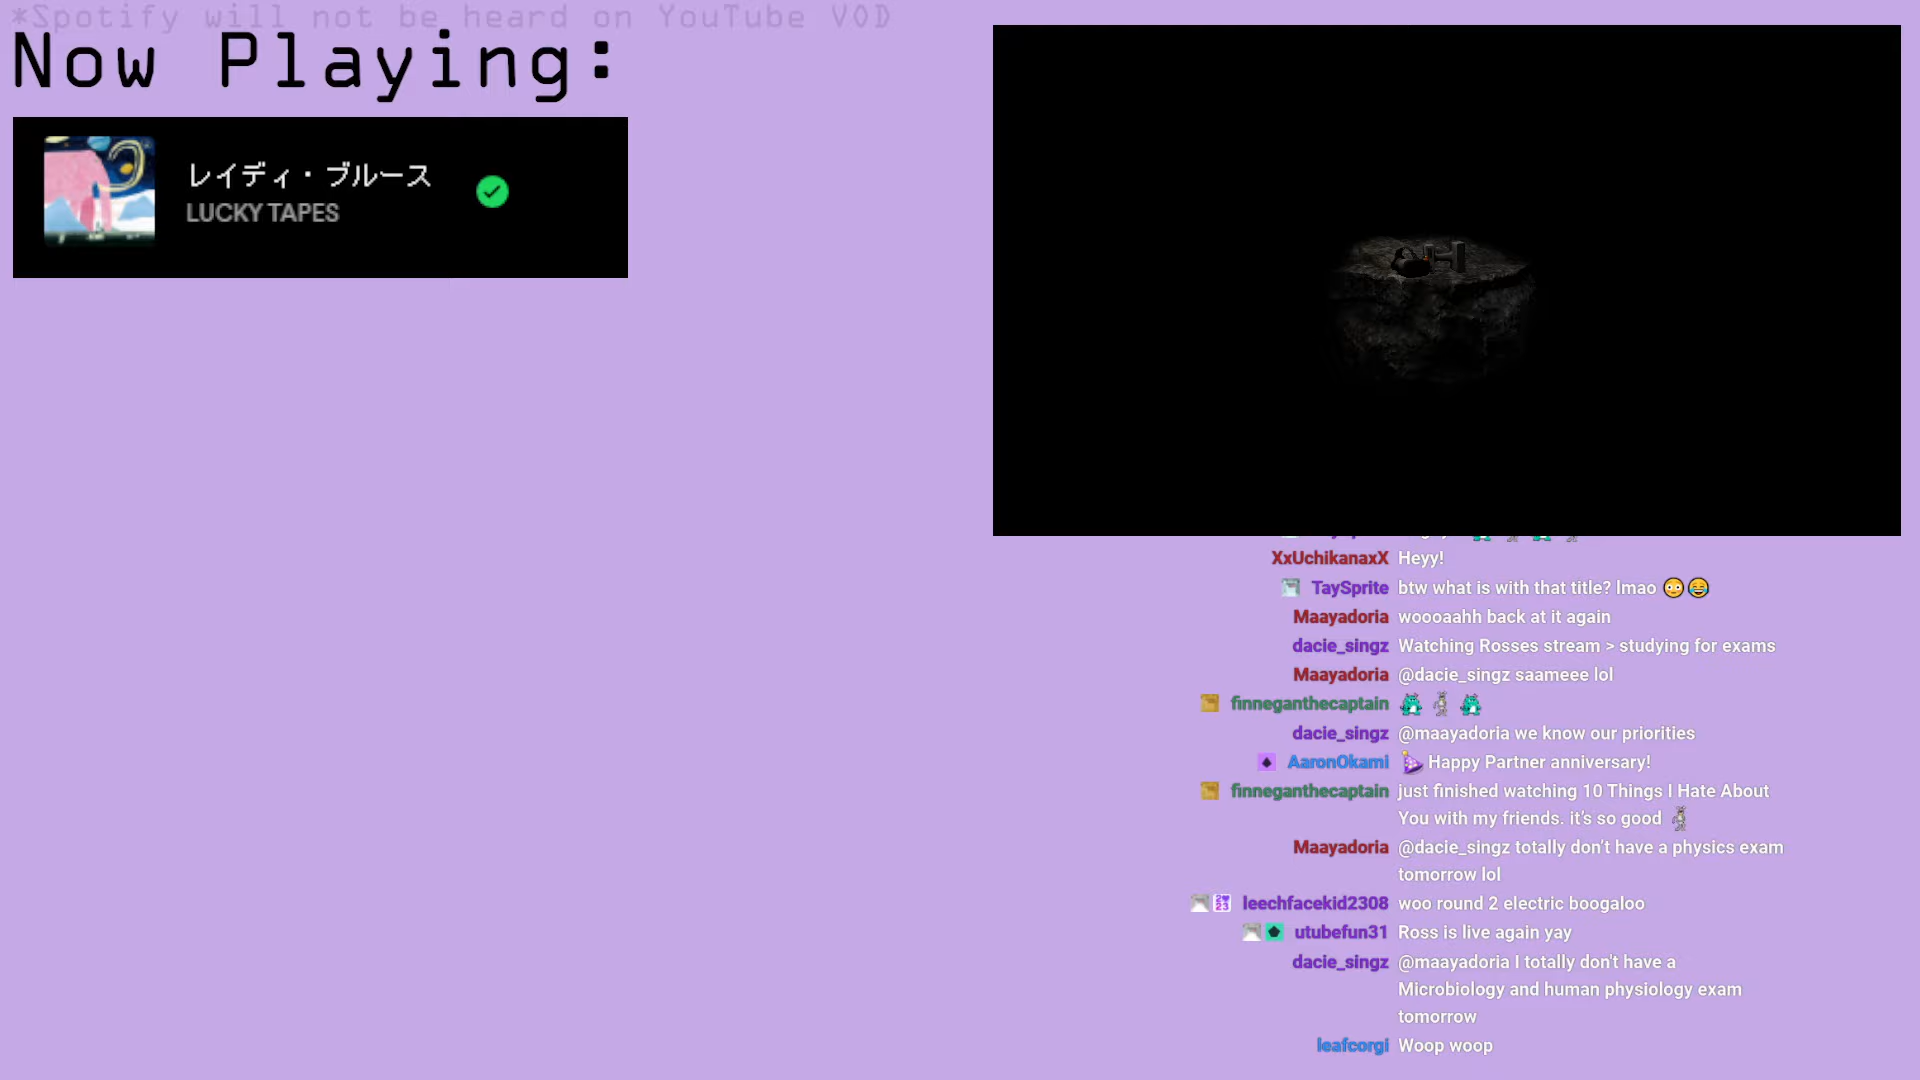 *Spotify will not be heard on YouTube VOD
Now Playing:
レイディ・ブルース
LUCKY TAPES
XxUchikanaxX Heyy!
TaySprite btw what is with that title? lmao 😳😂
Maayadoria woooaahh back at it again
dacie_singz Watching Rosses stream > studying for exams
Maayadoria @dacie_singz saameee lol
finneganthecaptain
dacie_singz @maayadoria we know our priorities
AaronOkami Happy Partner anniversary!
finneganthecaptain just finished watching 10 Things I Hate About
You with my friends. it's so good
Maayadoria @dacie_singz totally don't have a physics exam
tomorrow lol
leechfacekid2308 woo round 2 electric boogaloo
utubefun31 Ross is live again yay
dacie_singz @maayadoria I totally don't have a
Microbiology and human physiology exam
tomorrow
leafcorgi Woop woop